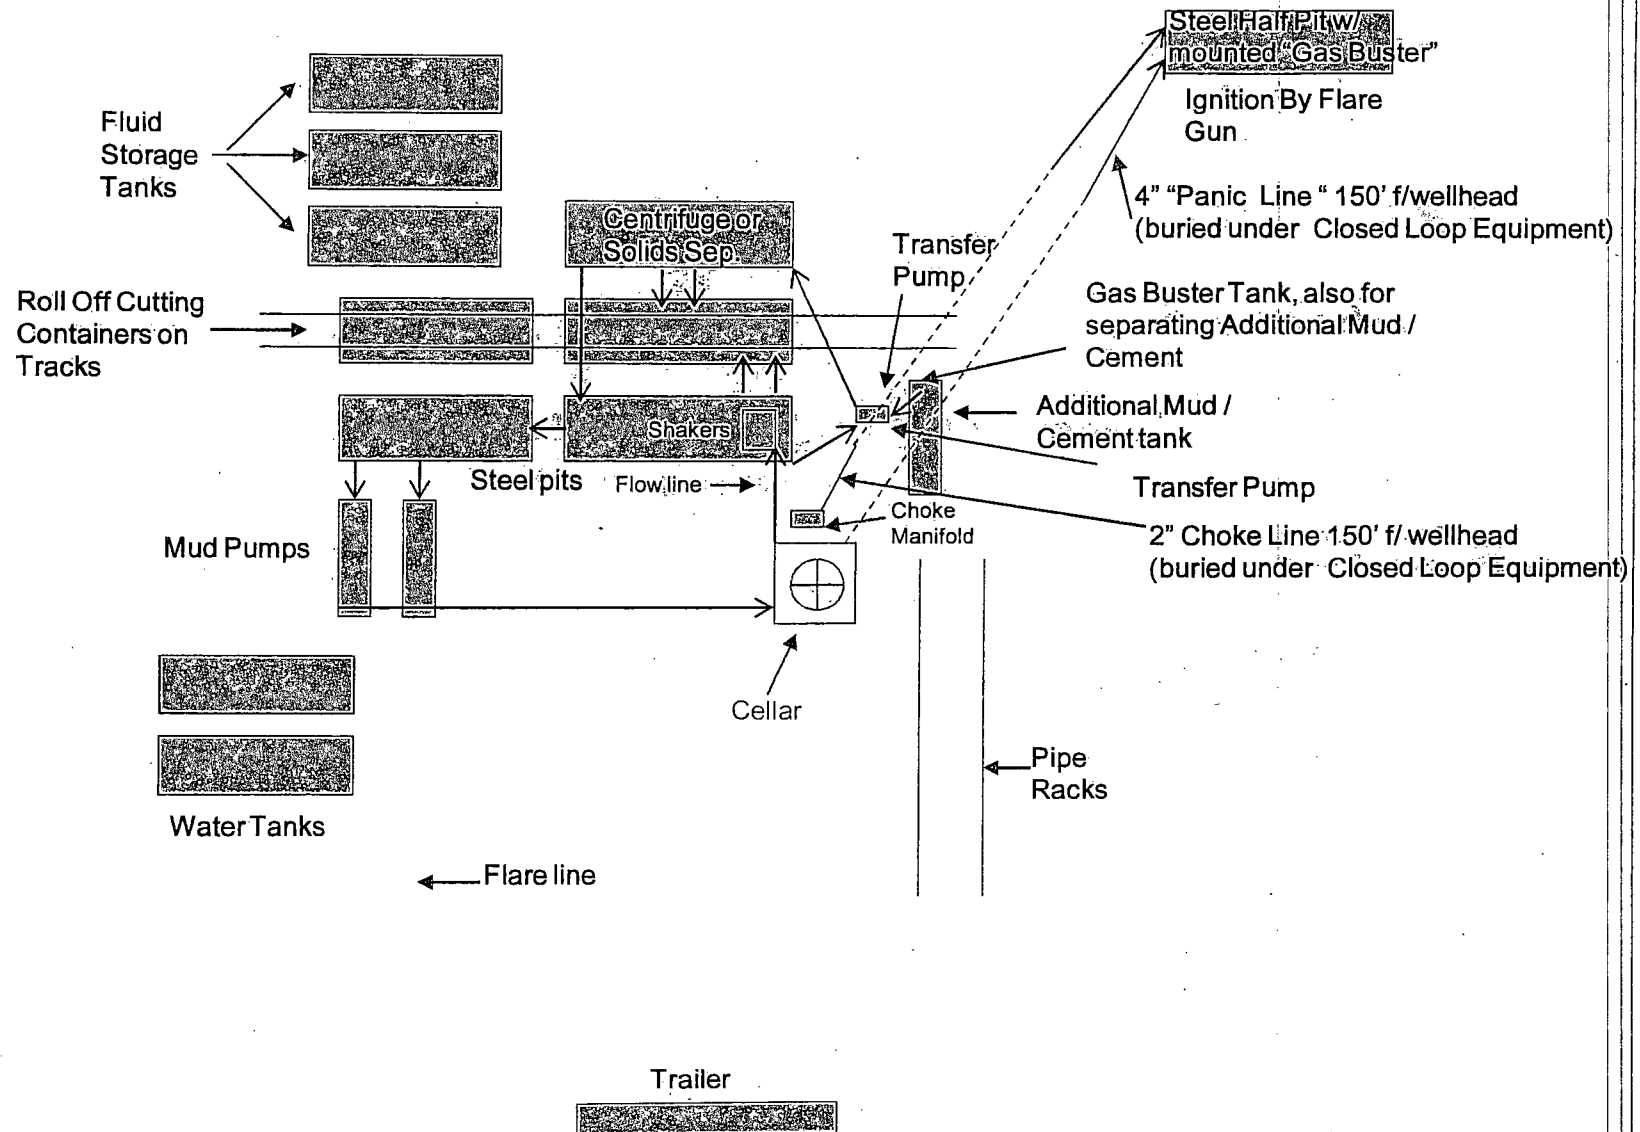 Steel Half Pit w/
mounted "Gas Buster"
Ignition By Flare
Gun
Fluid
Storage
Tanks
4" "Panic Line " 150' f/wellhead
(buried under Closed Loop Equipment)
Centrifuge or
Solids Sep.
Transfer
Pump
Roll Off Cutting
Containers on
Tracks
Gas Buster Tank, also for
separating Additional Mud /
Cement
Additional Mud /
Cement tank
Shakers
Steel pits
Flow line
Transfer Pump
Choke
Manifold
2" Choke Line 150' f/ wellhead
(buried under Closed Loop Equipment)
Mud Pumps
Cellar
Pipe
Racks
Water Tanks
Flare line
Trailer